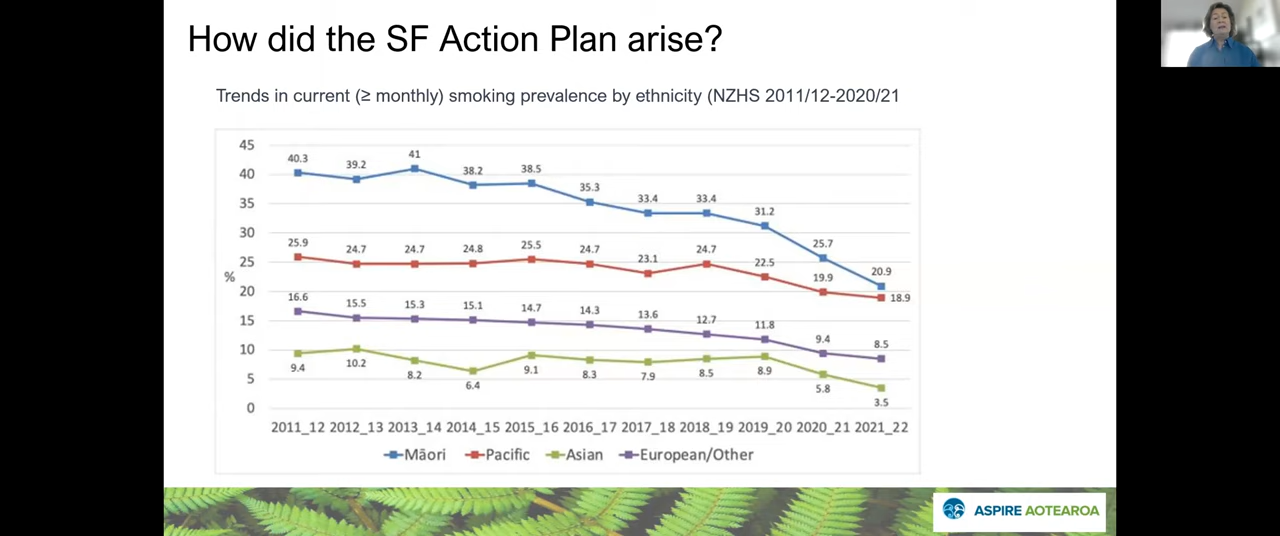 How did the SF Action Plan arise?
Trends in current (≥ monthly) smoking prevalence by ethnicity (NZHS 2011/12-2020/21
45
40
35
30
25
20
15
10
5
0
%
40.3 39.2 41 38.2 38.5 35.3 33.4 33.4 31.2 25.7 20.9
25.9 24.7 24.7 24.8 25.5 24.7 23.1 24.7 22.5 19.9 18.9
16.6 15.5 15.3 15.1 14.7 14.3 13.6 12.7 11.8 9.4 8.5
9.4 10.2 8.2 6.4 9.1 8.3 7.9 8.5 8.9 5.8 3.5
2011_12 2012_13 2013_14 2014_15 2015_16 2016_17 2017_18 2018_19 2019_20 2020_21 2021_22
Māori Pacific Asian European/Other
ASPIRE AOTEAROA